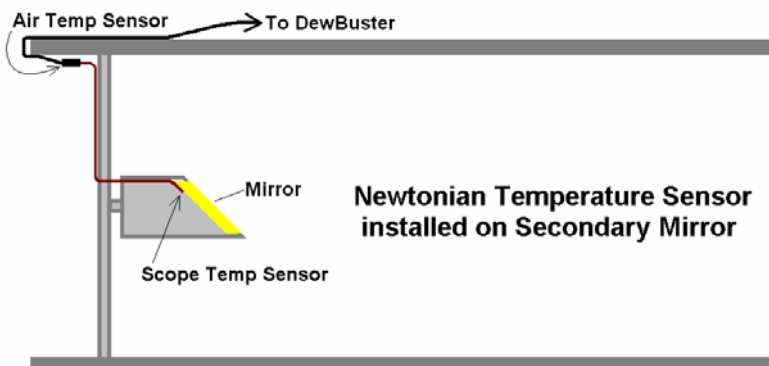 Air Temp Sensor
To DewBuster
Mirror
Newtonian Temperature Sensor
installed on Secondary Mirror
Scope Temp Sensor